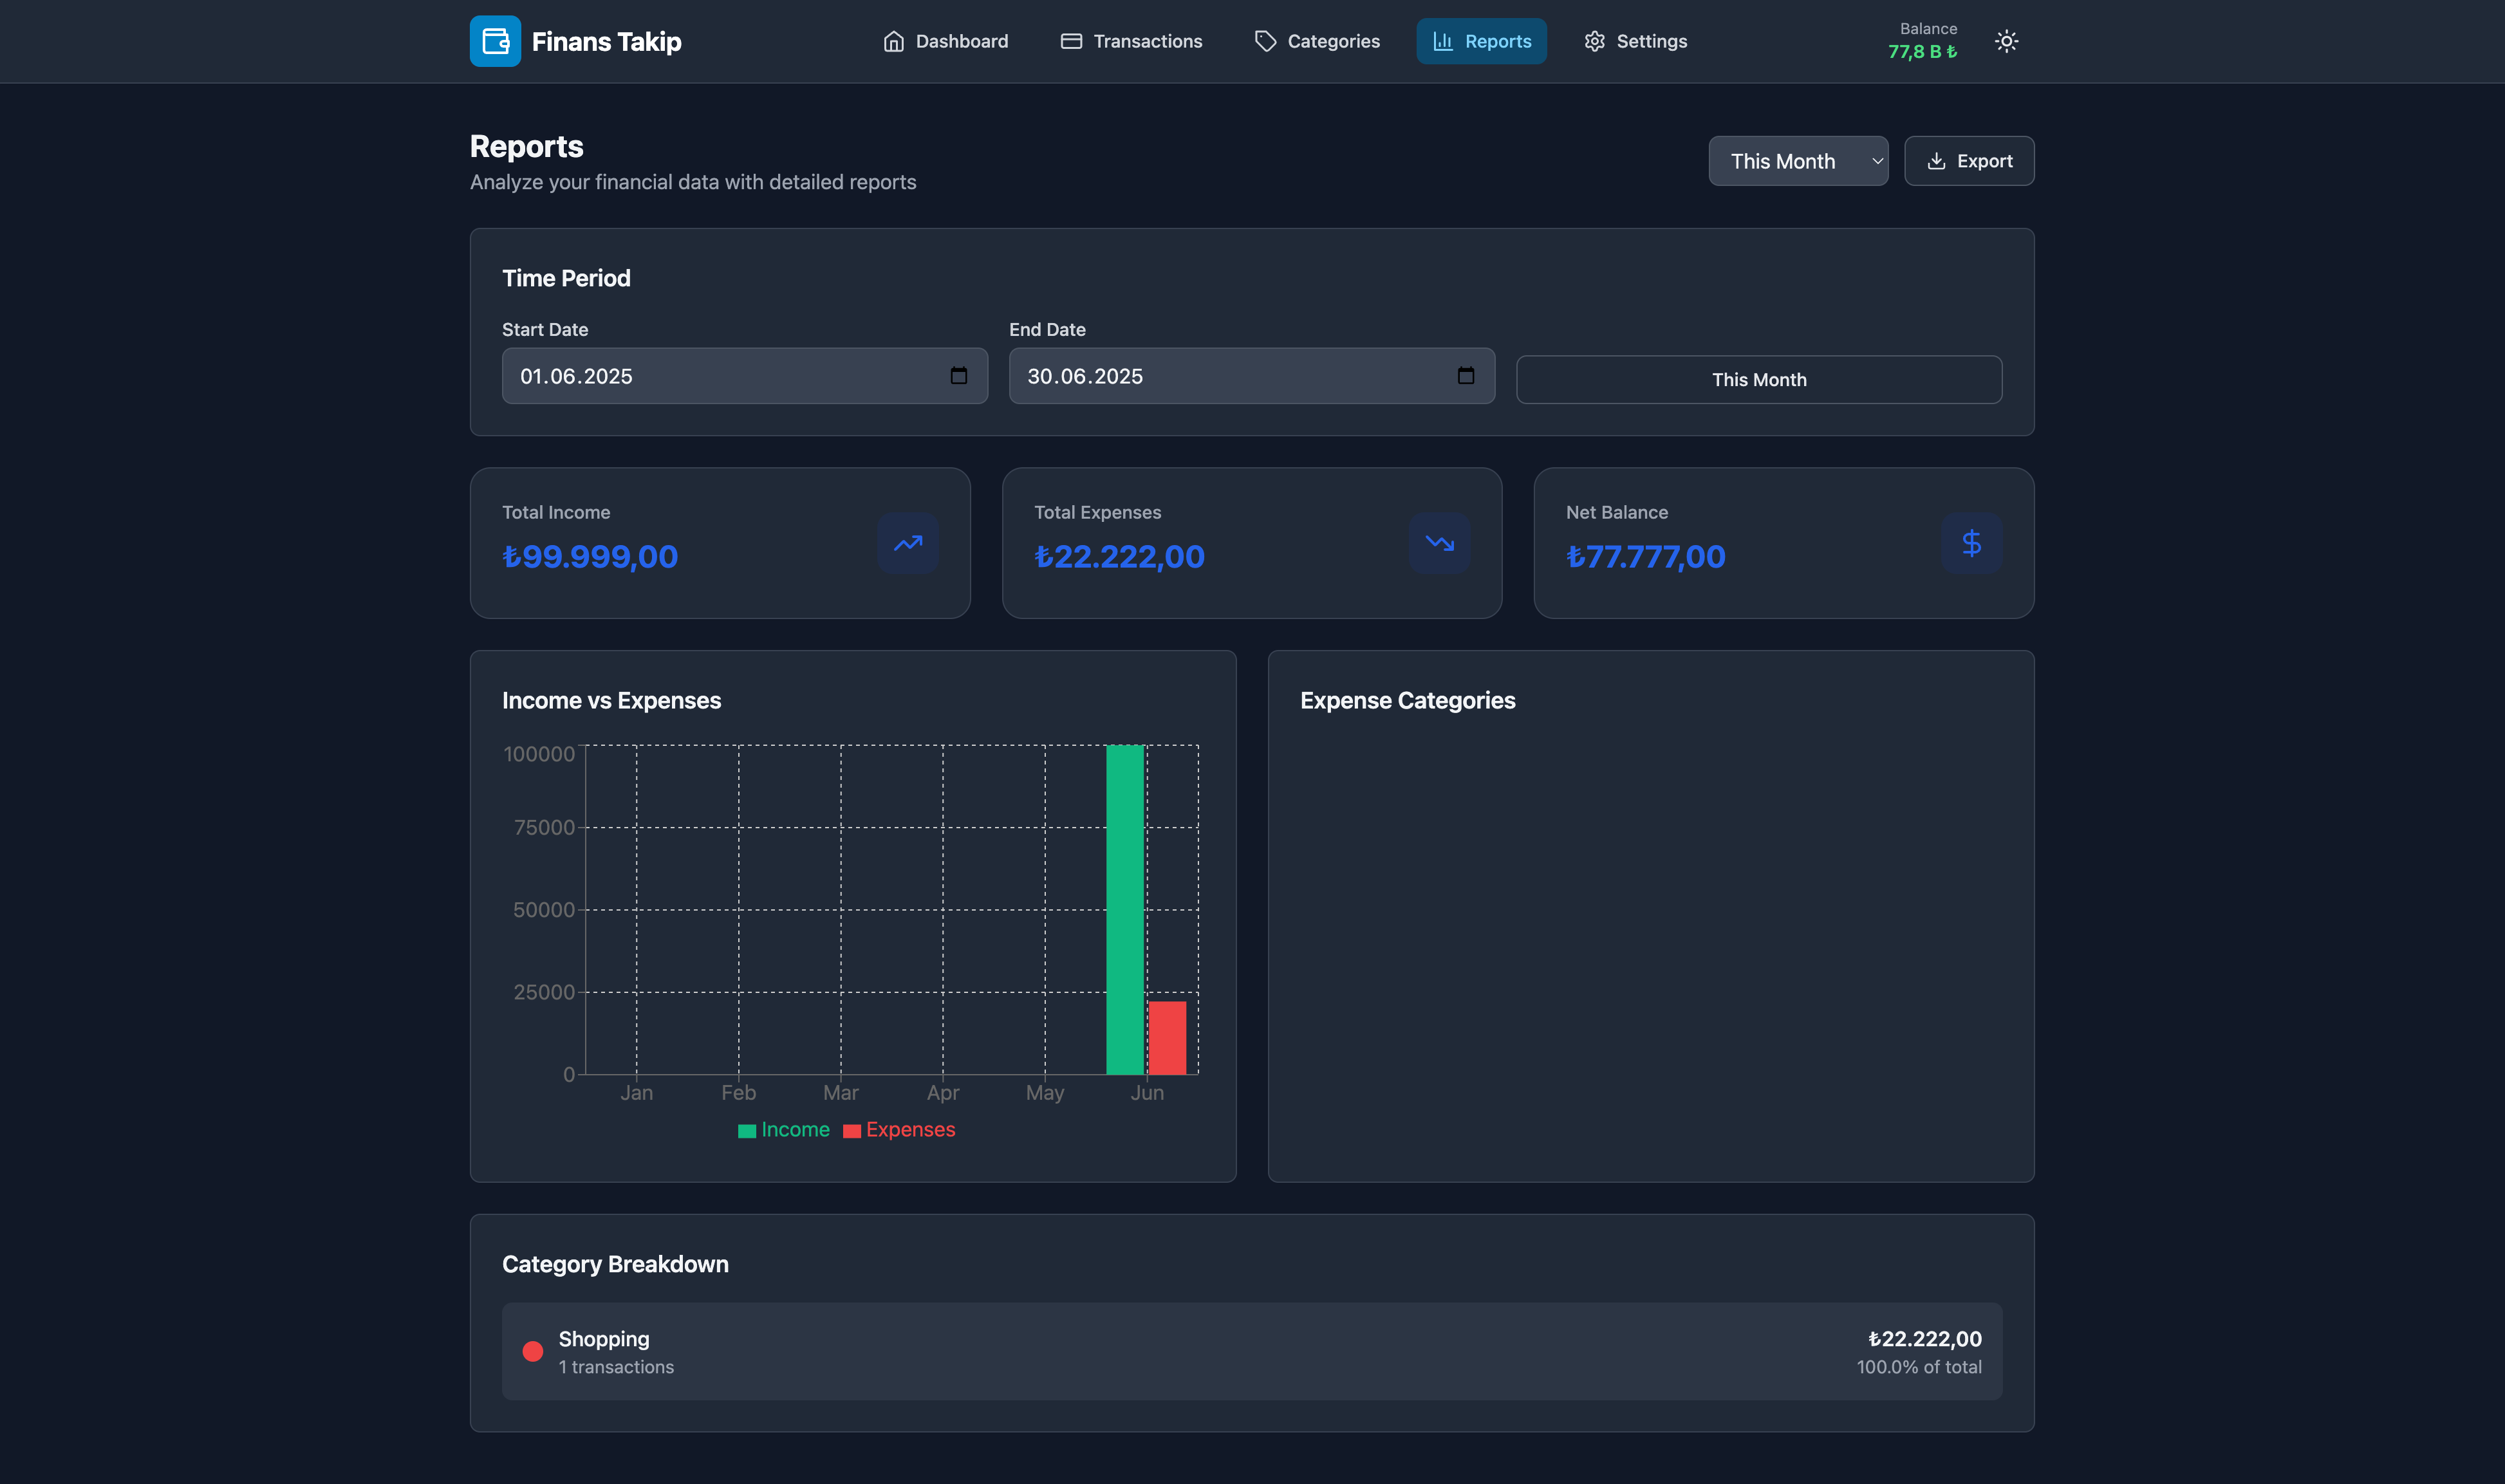 Finans Takip
Dashboard
Transactions
Categories
Reports
Settings
Balance
77,8 B ₺
Reports
Analyze your financial data with detailed reports
This Month
Export
Time Period
Start Date
End Date
01.06.2025
30.06.2025
This Month
Total Income
₺99.999,00
Total Expenses
₺22.222,00
Net Balance
₺77.777,00
Income vs Expenses
100000
75000
50000
25000
0
Jan Feb Mar Apr May Jun
Income Expenses
Expense Categories
Category Breakdown
Shopping
1 transactions
₺22.222,00
100.0% of total